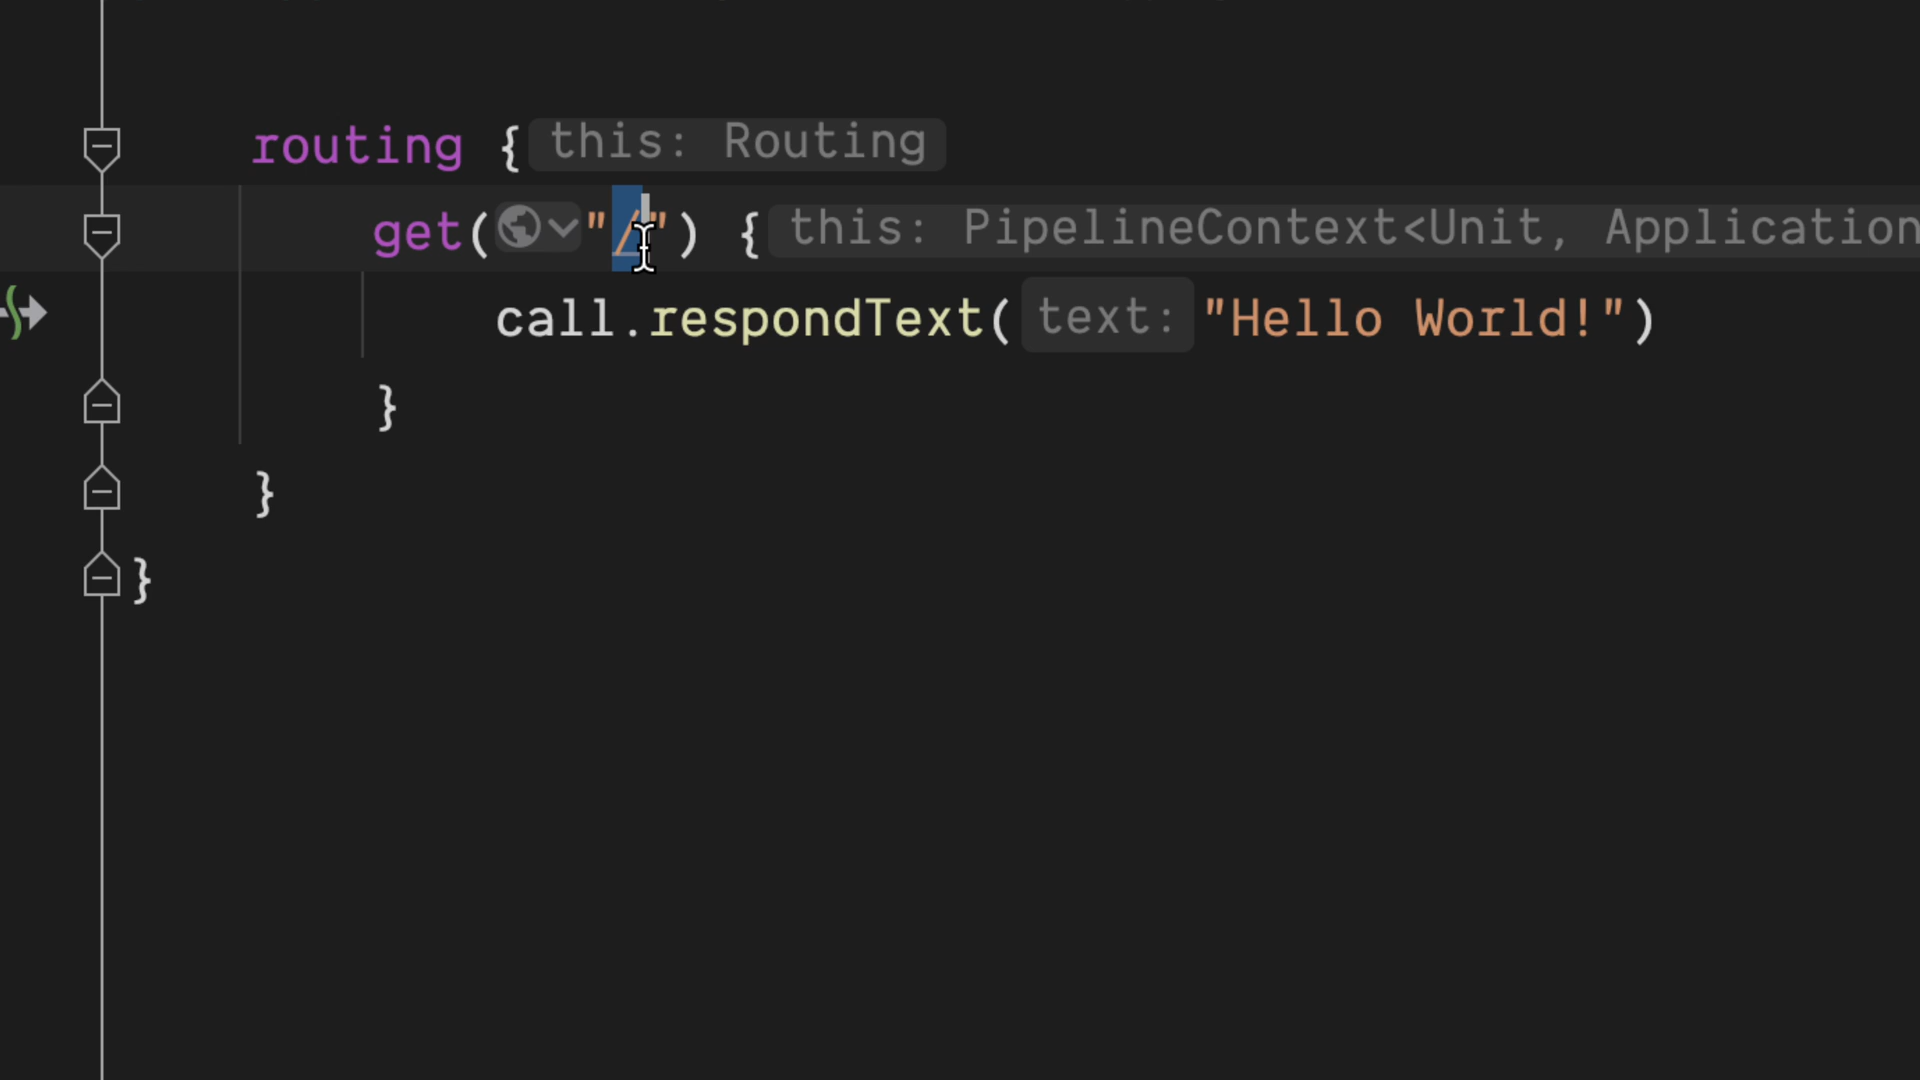 routing { this: Routing
get("/") { this: PipelineContext<Unit, Application
call.respondText( text: "Hello World!")
}
}
}